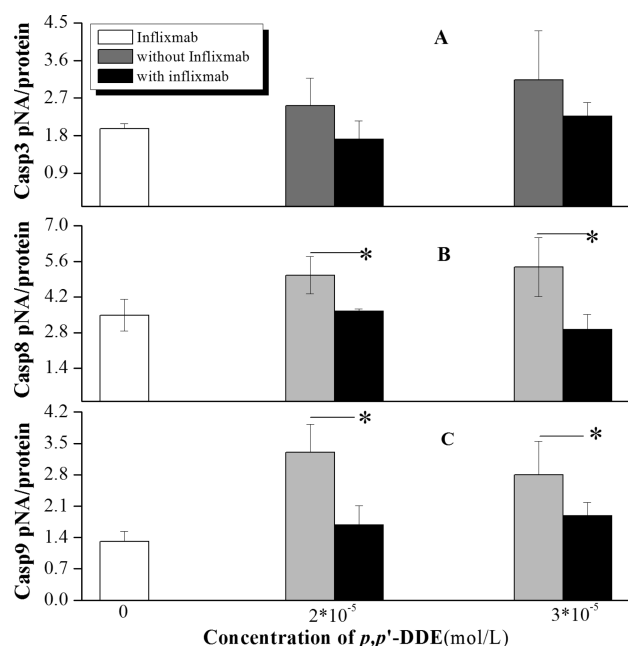 4.5
3.6
2.7
1.8
0.9
Casp3 pNA/protein
Inflixmab
without Inflixmab
with inflixmab
A
7.0
5.6
4.2
2.8
1.4
Casp8 pNA/protein
B
*
*
4.2
3.5
2.8
2.1
1.4
0.7
0.0
Casp9 pNA/protein
C
*
*
0
2*10⁻⁵
3*10⁻⁵
Concentration of p,p'-DDE(mol/L)